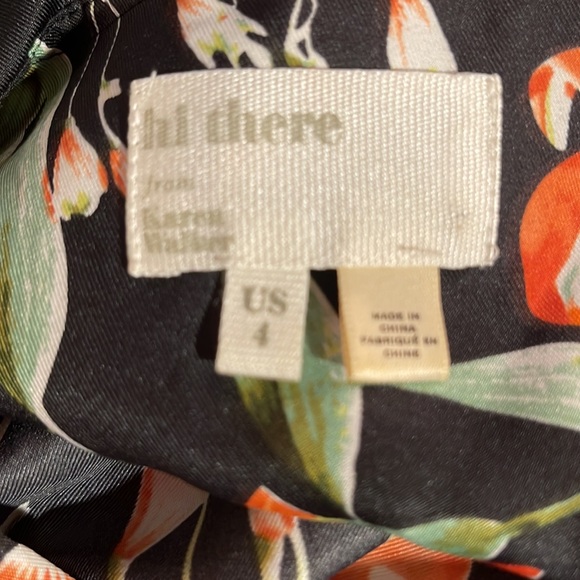 hi there
from
Karen
Walker
US
4
MADE IN
CHINA
FABRIQUÉ EN
CHINE